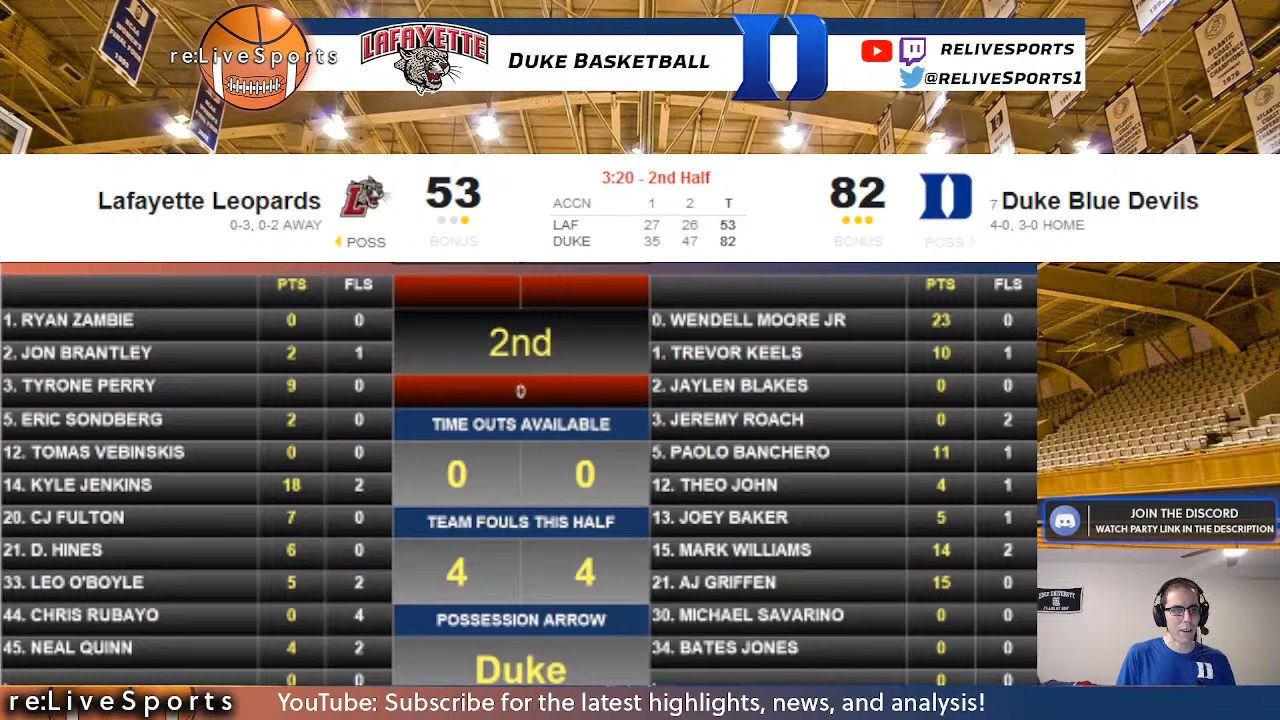 re:LiveSports
LAFAYETTE
DUKE BASKETBALL
D
RELIVESPORTS
@RELIVESPORTS1
Lafayette Leopards
0-3, 0-2 AWAY
L
POSS
53
BONUS
3:20 - 2nd Half
ACCN 1 2 T
LAF 27 26 53
DUKE 35 47 82
82
BONUS
D
POSS
7 Duke Blue Devils
4-0, 3-0 HOME
PTS FLS
1. RYAN ZAMBIE 0 0
2. JON BRANTLEY 2 1
3. TYRONE PERRY 9 0
5. ERIC SONDBERG 2 0
12. TOMAS VEBINSKIS 0 0
14. KYLE JENKINS 18 2
20. CJ FULTON 7 0
21. D. HINES 6 0
33. LEO O'BOYLE 5 2
44. CHRIS RUBAYO 0 4
45. NEAL QUINN 4 2
0 0
2nd
0
TIME OUTS AVAILABLE
0 0
TEAM FOULS THIS HALF
4 4
POSSESSION ARROW
Duke
PTS FLS
0. WENDELL MOORE JR 23 0
1. TREVOR KEELS 10 1
2. JAYLEN BLAKES 0 0
3. JEREMY ROACH 0 2
5. PAOLO BANCHERO 11 1
12. THEO JOHN 4 1
13. JOEY BAKER 5 1
15. MARK WILLIAMS 14 2
21. AJ GRIFFEN 15 0
30. MICHAEL SAVARINO 0 0
34. BATES JONES 0 0
0 0
JOIN THE DISCORD
WATCH PARTY LINK IN THE DESCRIPTION
D
re:LiveSports
YouTube: Subscribe for the latest highlights, news, and analysis!